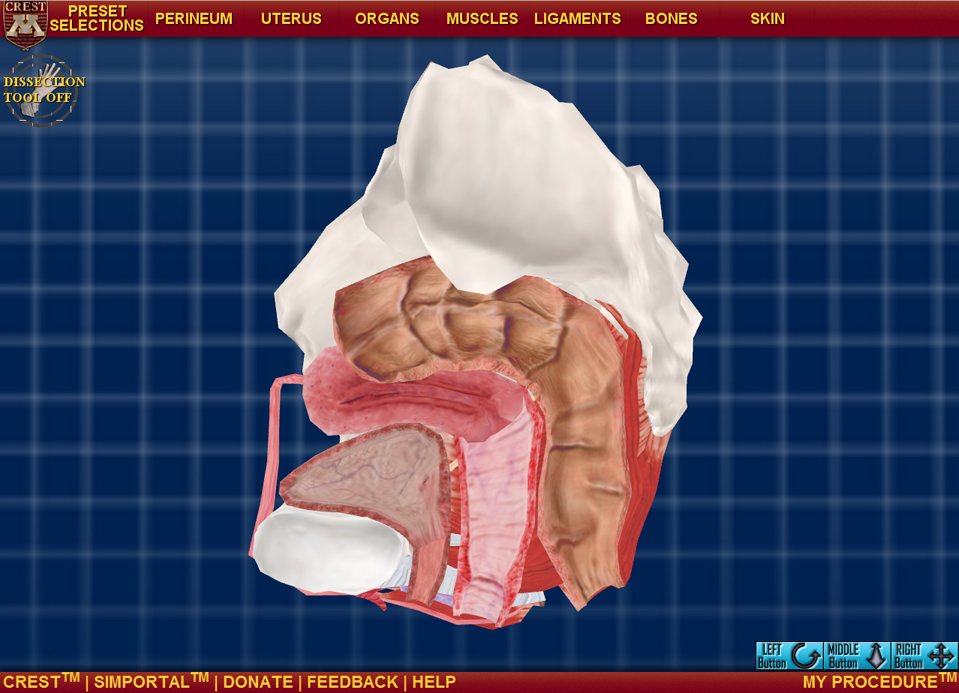 CREST
PRESET
SELECTIONS
PERINEUM
UTERUS
ORGANS
MUSCLES
LIGAMENTS
BONES
SKIN
DISSECTION
TOOL OFF
LEFT
Button
MIDDLE
Button
RIGHT
Button
CREST™ | SIMPORTAL™ | DONATE | FEEDBACK | HELP
MY PROCEDURE™